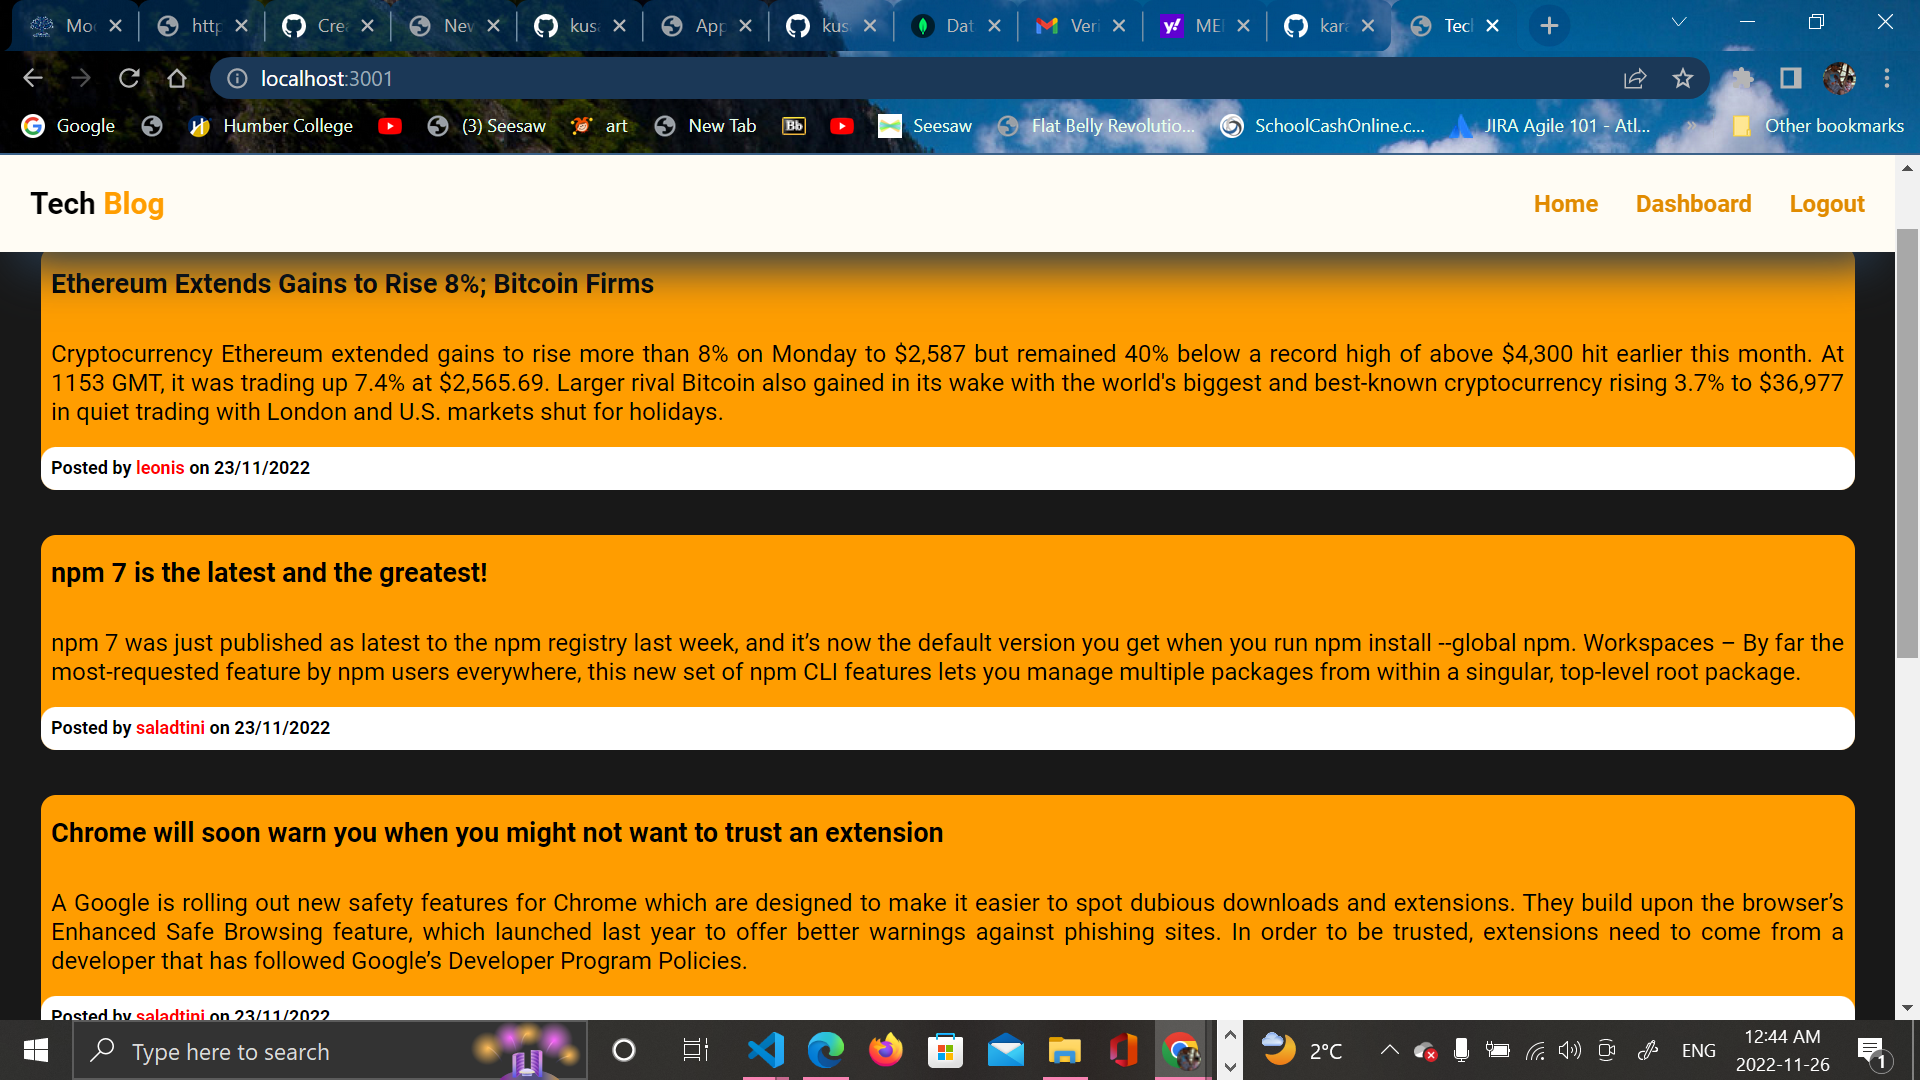 Moc http Crea New kusa App kus Dat Veri MEI kara Tech
localhost:3001
Google Humber College (3) Seesaw art New Tab Bb Seesaw Flat Belly Revolutio... SchoolCashOnline.c... JIRA Agile 101 - Atl... » Other bookmarks
Tech Blog Home Dashboard Logout
Ethereum Extends Gains to Rise 8%; Bitcoin Firms
Cryptocurrency Ethereum extended gains to rise more than 8% on Monday to $2,587 but remained 40% below a record high of above $4,300 hit earlier this month. At
1153 GMT, it was trading up 7.4% at $2,565.69. Larger rival Bitcoin also gained in its wake with the world's biggest and best-known cryptocurrency rising 3.7% to $36,977
in quiet trading with London and U.S. markets shut for holidays.
Posted by leonis on 23/11/2022
npm 7 is the latest and the greatest!
npm 7 was just published as latest to the npm registry last week, and it’s now the default version you get when you run npm install --global npm. Workspaces – By far the
most-requested feature by npm users everywhere, this new set of npm CLI features lets you manage multiple packages from within a singular, top-level root package.
Posted by saladtini on 23/11/2022
Chrome will soon warn you when you might not want to trust an extension
A Google is rolling out new safety features for Chrome which are designed to make it easier to spot dubious downloads and extensions. They build upon the browser’s
Enhanced Safe Browsing feature, which launched last year to offer better warnings against phishing sites. In order to be trusted, extensions need to come from a
developer that has followed Google’s Developer Program Policies.
Posted by saladtini on 23/11/2022
Type here to search 2°C ENG 12:44 AM
2022-11-26 1